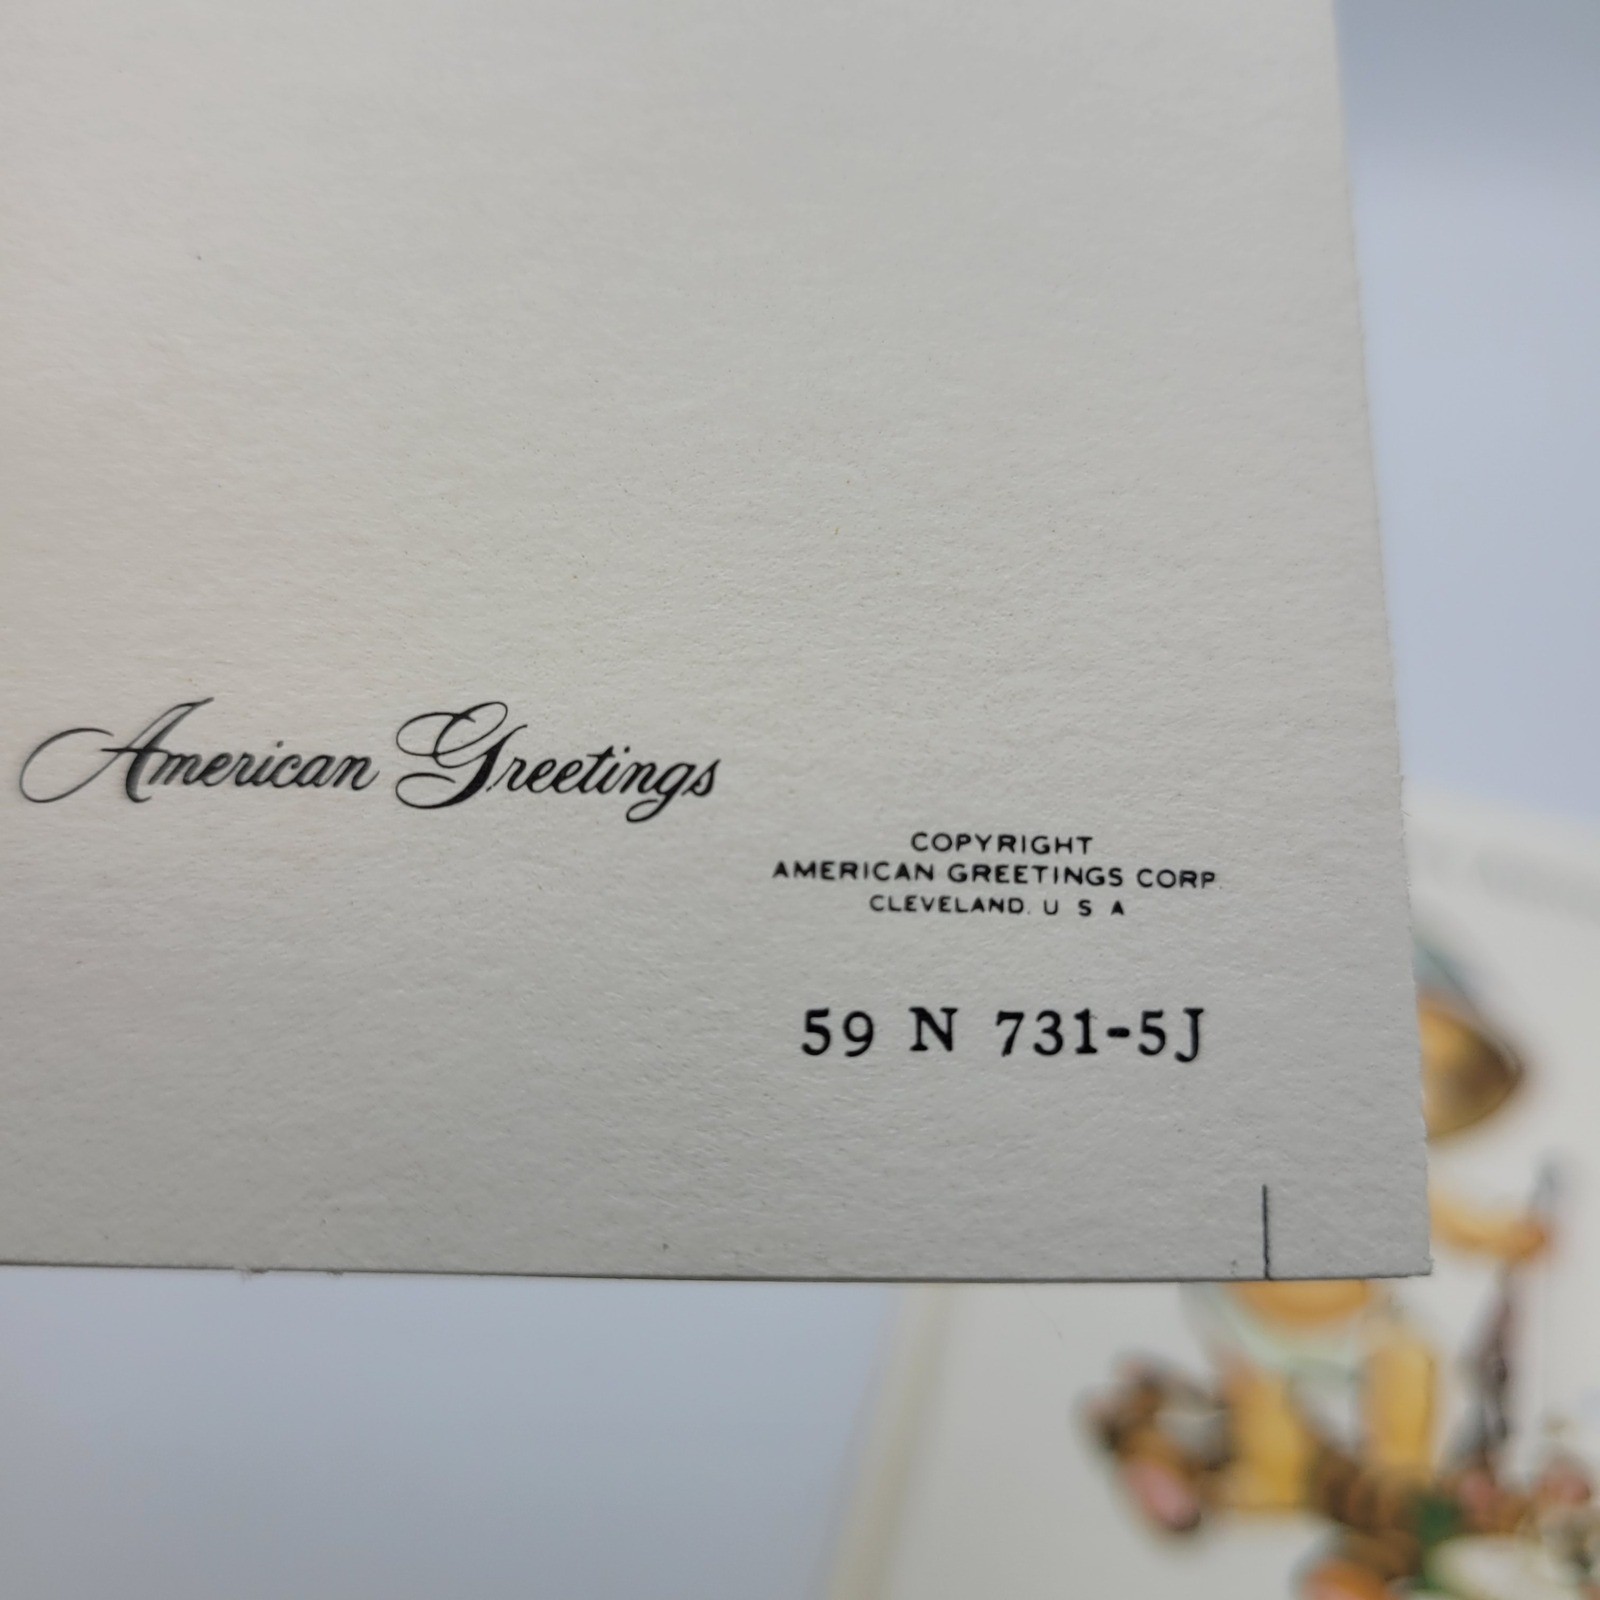 American Greetings
COPYRIGHT
AMERICAN GREETINGS CORP.
CLEVELAND. U S A
59 N 731-5J